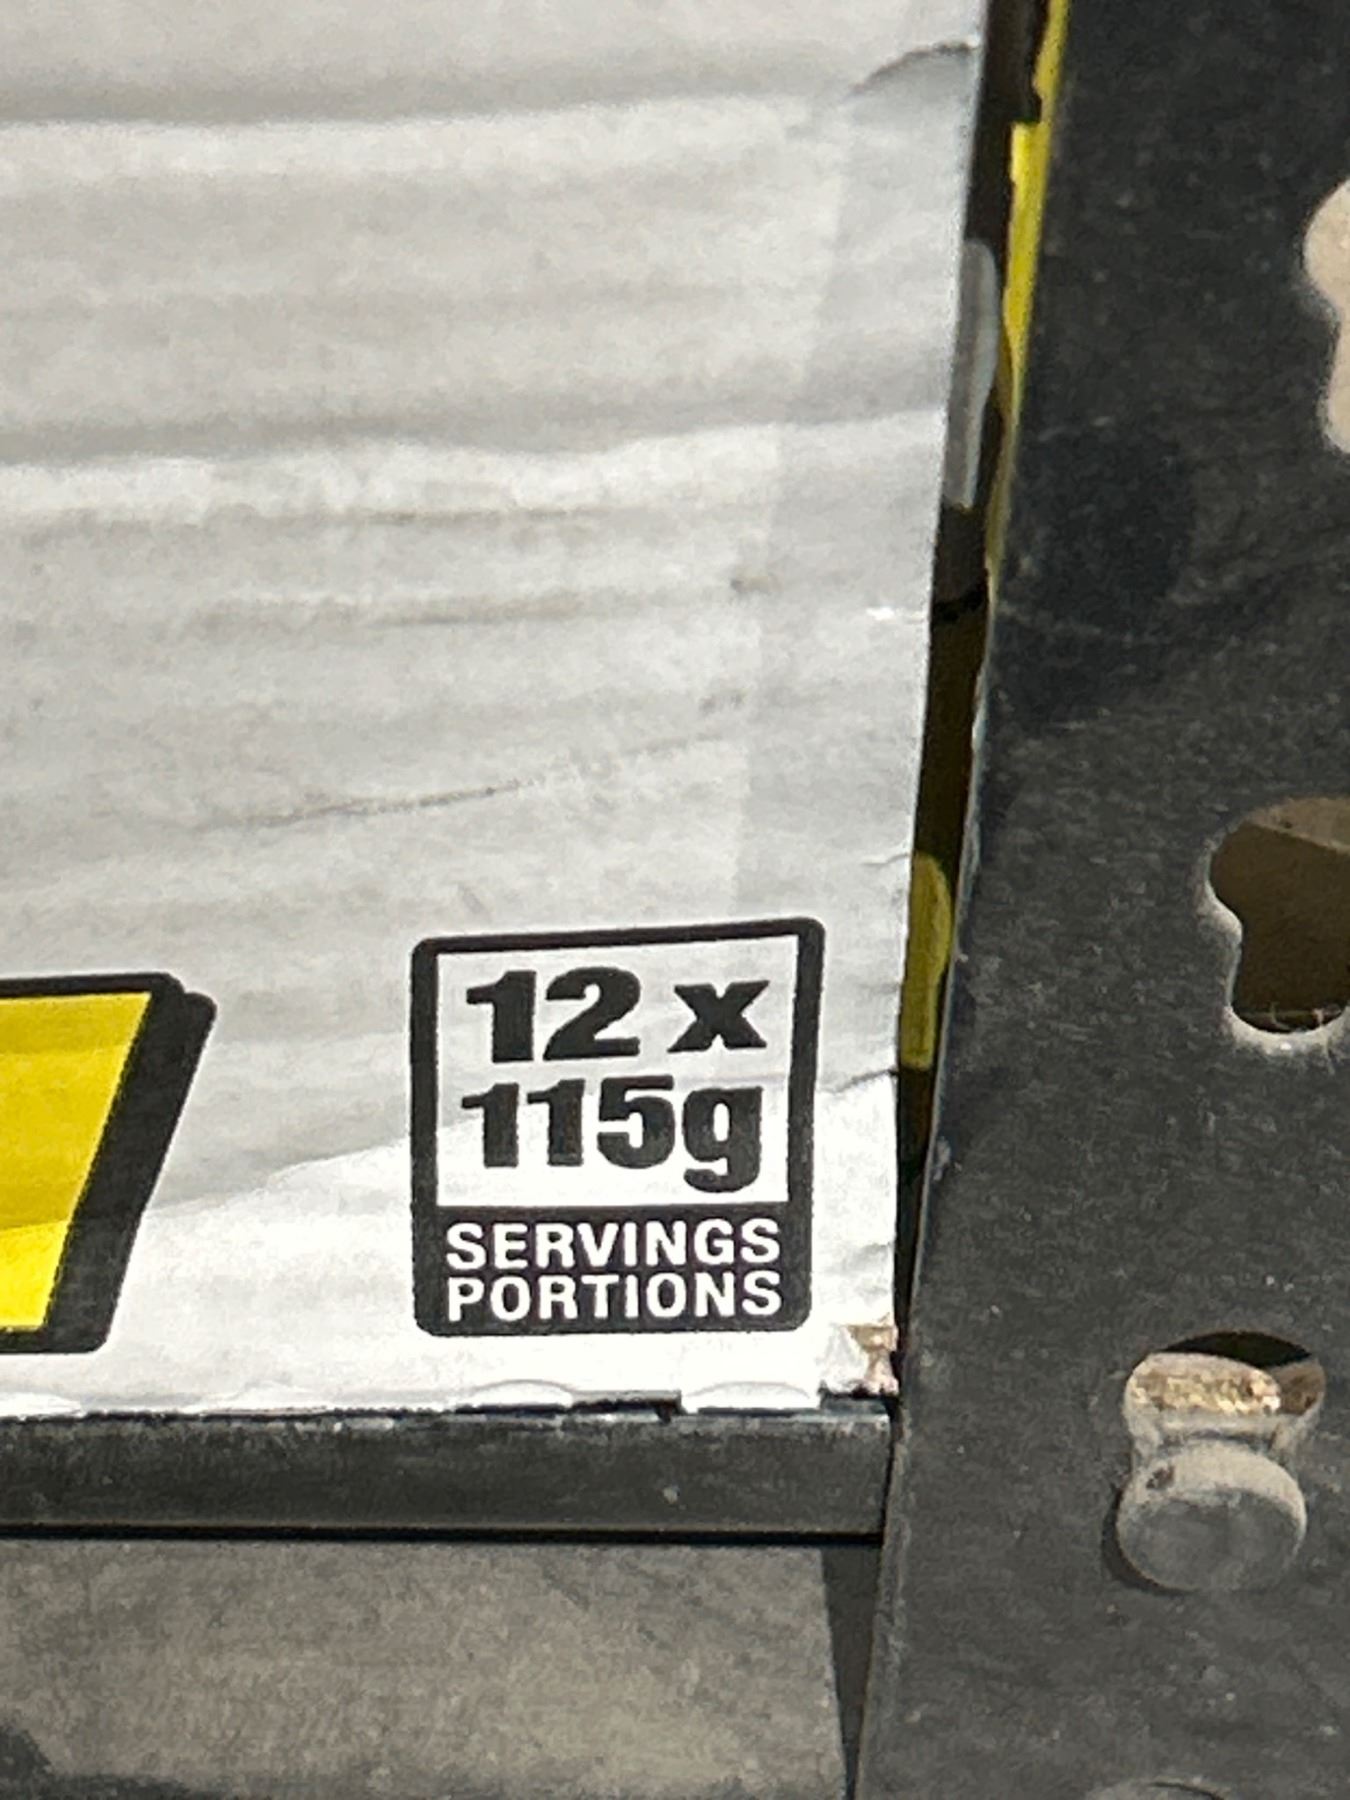 12 x
115g
SERVINGS
PORTIONS